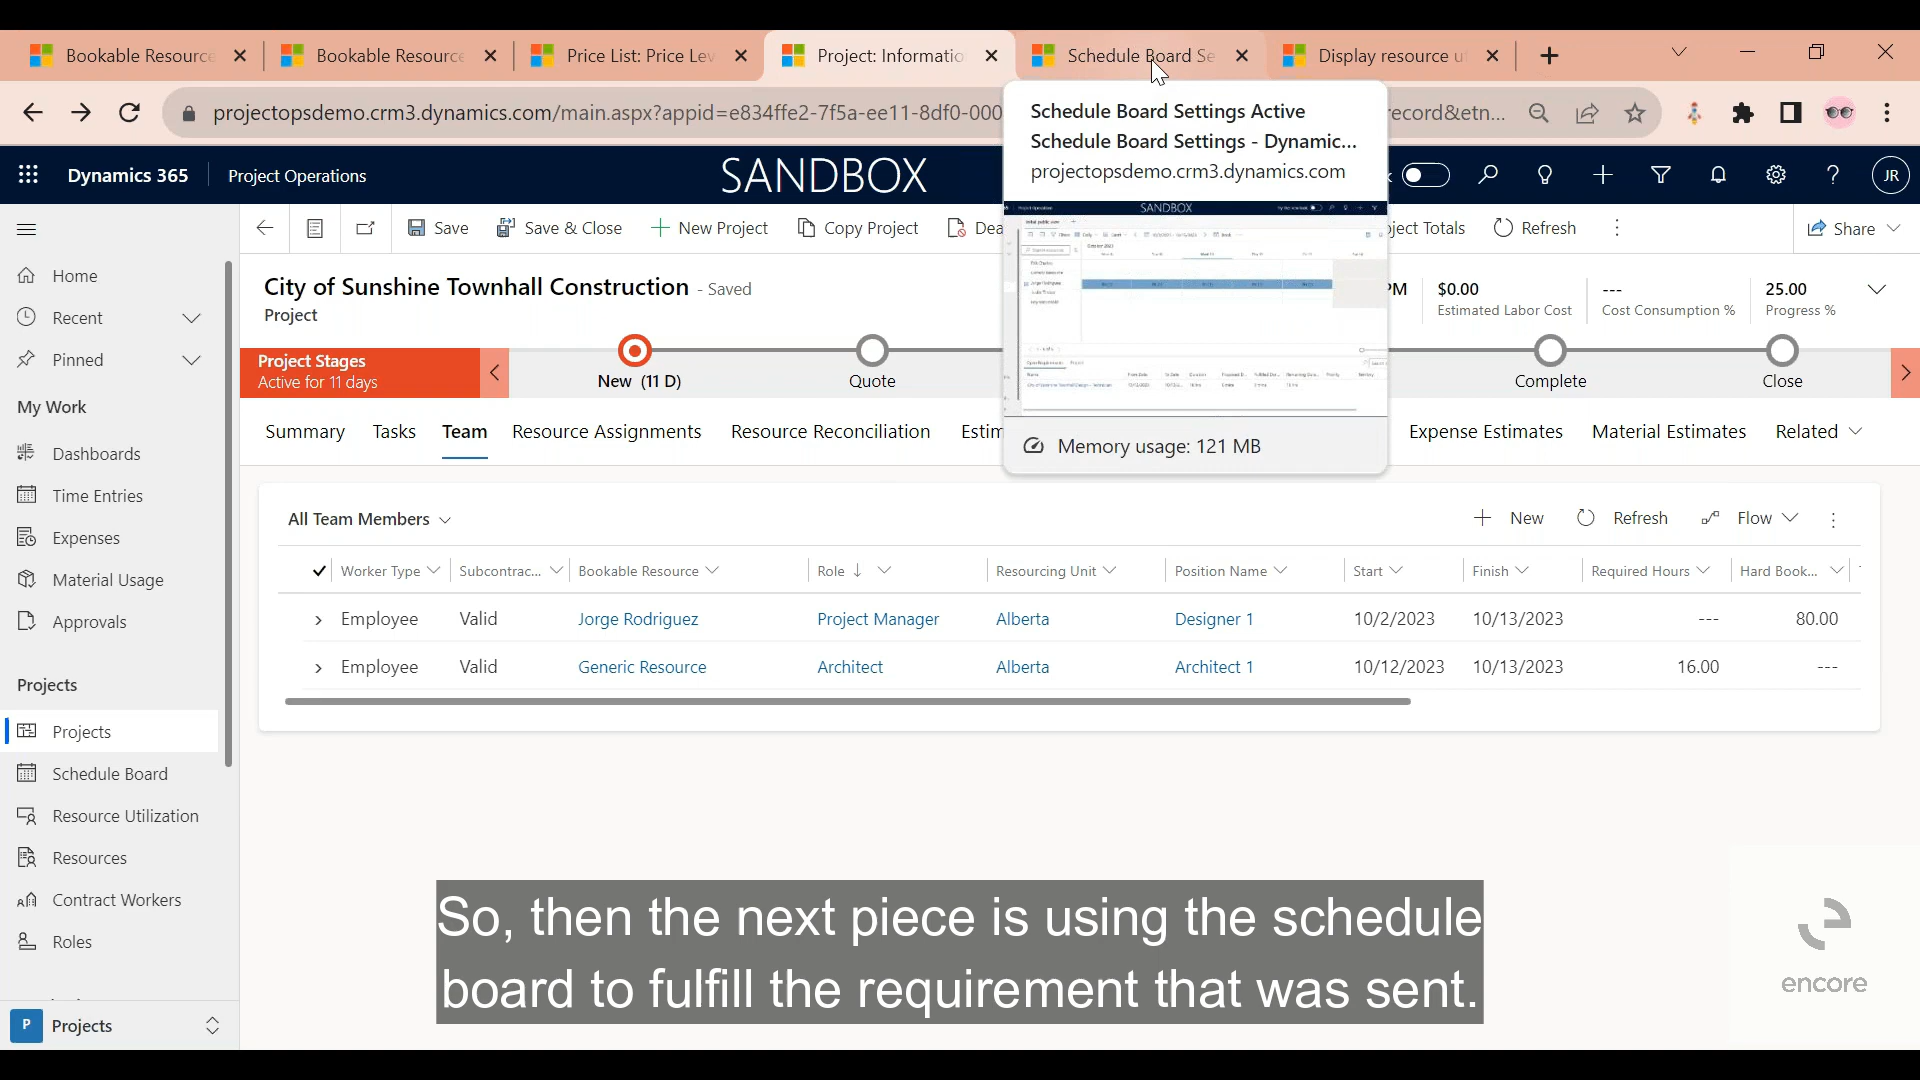 Bookable Resource
Bookable Resource
Price List: Price Lev
Project: Informatio
Schedule Board Se
Display resource u
projectopsdemo.crm3.dynamics.com/main.aspx?appid=e834ffe2-7f5a-ee11-8df0-000
ecord&etn...
Schedule Board Settings Active
Schedule Board Settings - Dynamic...
projectopsdemo.crm3.dynamics.com
Dynamics 365
Project Operations
SANDBOX
JR
SANDBOX
Save
Save & Close
New Project
Copy Project
Dea
ject Totals
Refresh
Share
Home
Recent
Pinned
My Work
Dashboards
Time Entries
Expenses
Material Usage
Approvals
Projects
Projects
Schedule Board
Resource Utilization
Resources
Contract Workers
Roles
P Projects
City of Sunshine Townhall Construction - Saved
Project
PM
$0.00
Estimated Labor Cost
---
Cost Consumption %
25.00
Progress %
Project Stages
Active for 11 days
New (11 D)
Quote
Complete
Close
Summary
Tasks
Team
Resource Assignments
Resource Reconciliation
Estim
Expense Estimates
Material Estimates
Related
Memory usage: 121 MB
All Team Members
New
Refresh
Flow
Worker Type Subcontrac... Bookable Resource Role Resourcing Unit Position Name Start Finish Required Hours Hard Book...
Employee Valid Jorge Rodriguez Project Manager Alberta Designer 1 10/2/2023 10/13/2023 --- 80.00
Employee Valid Generic Resource Architect Alberta Architect 1 10/12/2023 10/13/2023 16.00 ---
So, then the next piece is using the schedule
board to fulfill the requirement that was sent.
encore